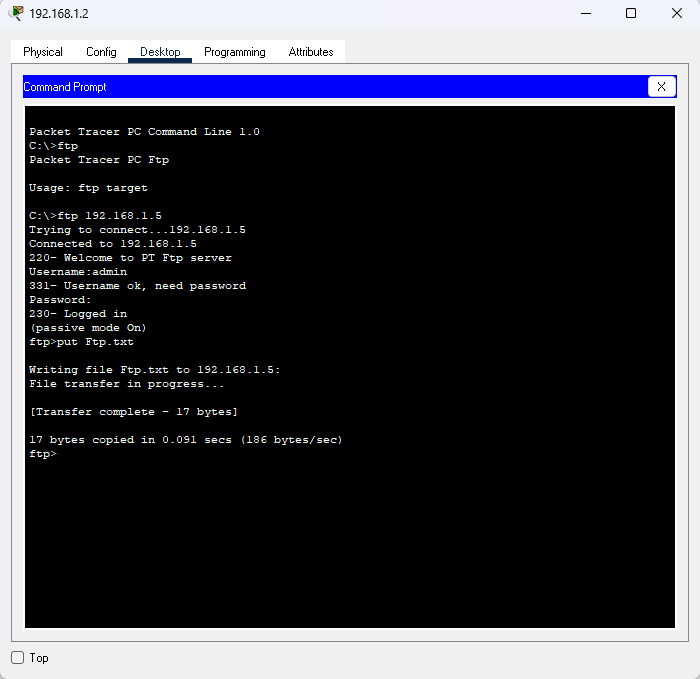 192.168.1.2
Physical Config Desktop Programming Attributes
Command Prompt
X
Packet Tracer PC Command Line 1.0
C:\>ftp
Packet Tracer PC Ftp
Usage: ftp target
C:\>ftp 192.168.1.5
Trying to connect...192.168.1.5
Connected to 192.168.1.5
220- Welcome to PT Ftp server
Username:admin
331- Username ok, need password
Password:
230- Logged in
(passive mode On)
ftp>put Ftp.txt
Writing file Ftp.txt to 192.168.1.5:
File transfer in progress...
[Transfer complete - 17 bytes]
17 bytes copied in 0.091 secs (186 bytes/sec)
ftp>
Top